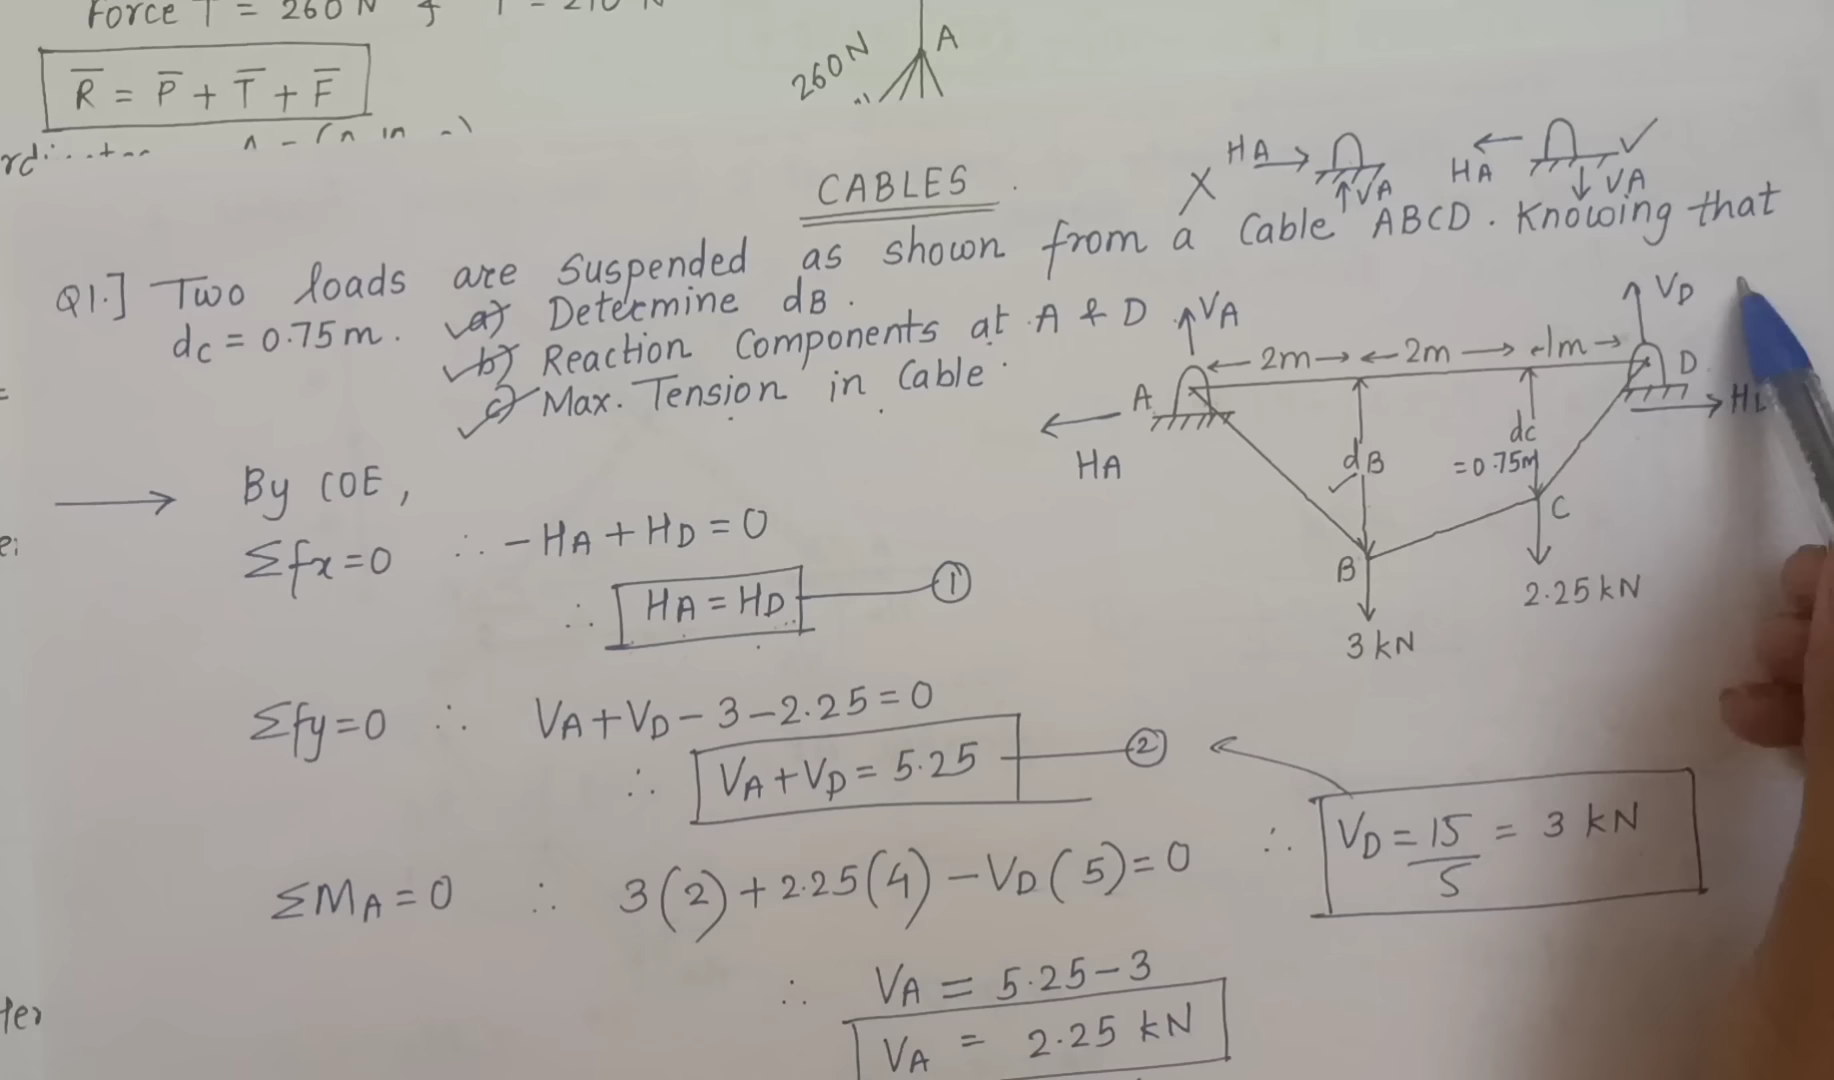 Force T = 260 N
R = P + T + F
260N
A
CABLES
HA
VA
HA
VA
Q1.] Two loads are suspended as shown from a Cable ABCD. Knowing that
dc = 0.75m. a) Determine dB.
b) Reaction Components at A & D
c) Max. Tension in Cable.
VA
VD
2m 2m 1m
A
D
HA
dB
dc
= 0.75m
B
C
3 kN
2.25 kN
By COE,
Σfx=0 ∴ -HA + HD = 0
∴ HA = HD 1
Σfy=0 ∴ VA+VD-3-2.25=0
∴ VA+VD = 5.25 2
ΣMA=0 ∴ 3(2)+2.25(4)-VD(5)=0 ∴ VD = 15/5 = 3 kN
∴ VA = 5.25-3
VA = 2.25 kN